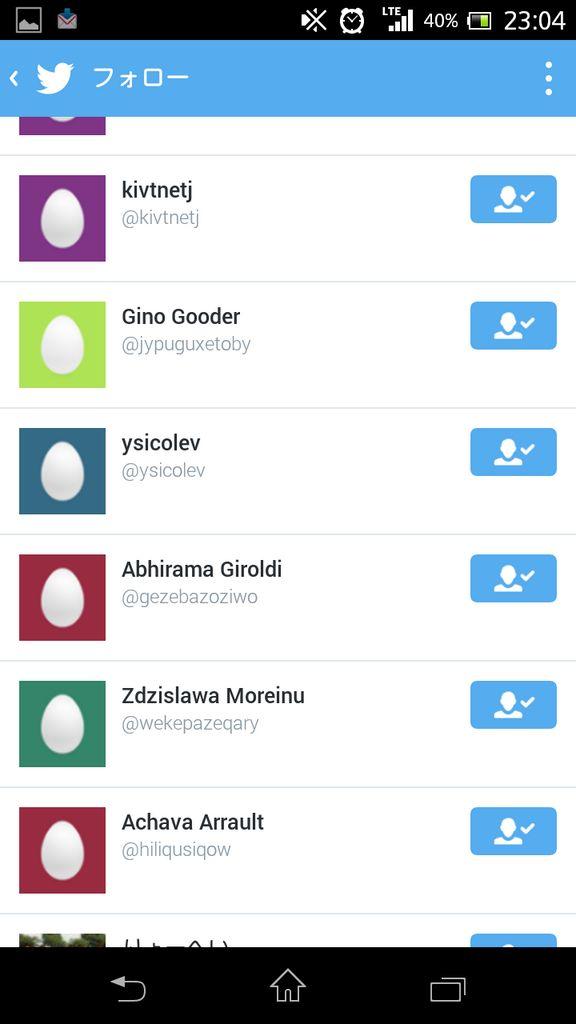 LTE 40% 23:04
フォロー
kivtnetj
@kivtnetj
Gino Gooder
@jypuguxetoby
ysicolev
@ysicolev
Abhirama Giroldi
@gezebazoziwo
Zdzislawa Moreinu
@wekepazeqary
Achava Arrault
@hiliqusiqow